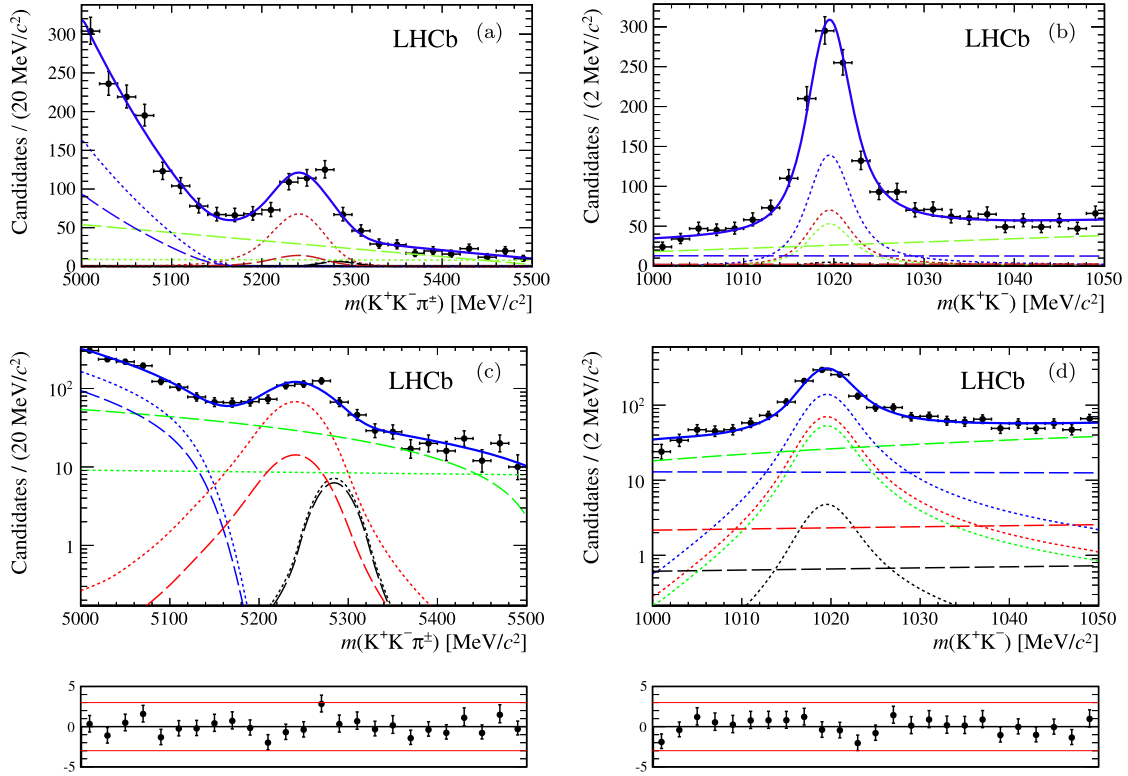 Candidates / (20 MeV/c²)
LHCb
(a)
300
250
200
150
100
50
0
5000 5100 5200 5300 5400 5500
m(K⁺K⁻π±) [MeV/c²]
Candidates / (2 MeV/c²)
LHCb
(b)
300
250
200
150
100
50
0
1000 1010 1020 1030 1040 1050
m(K⁺K⁻) [MeV/c²]
Candidates / (20 MeV/c²)
LHCb
(c)
10²
10
1
5000 5100 5200 5300 5400 5500
m(K⁺K⁻π±) [MeV/c²]
Candidates / (2 MeV/c²)
LHCb
(d)
10²
10
1
1000 1010 1020 1030 1040 1050
m(K⁺K⁻) [MeV/c²]
5
0
-5
5
0
-5